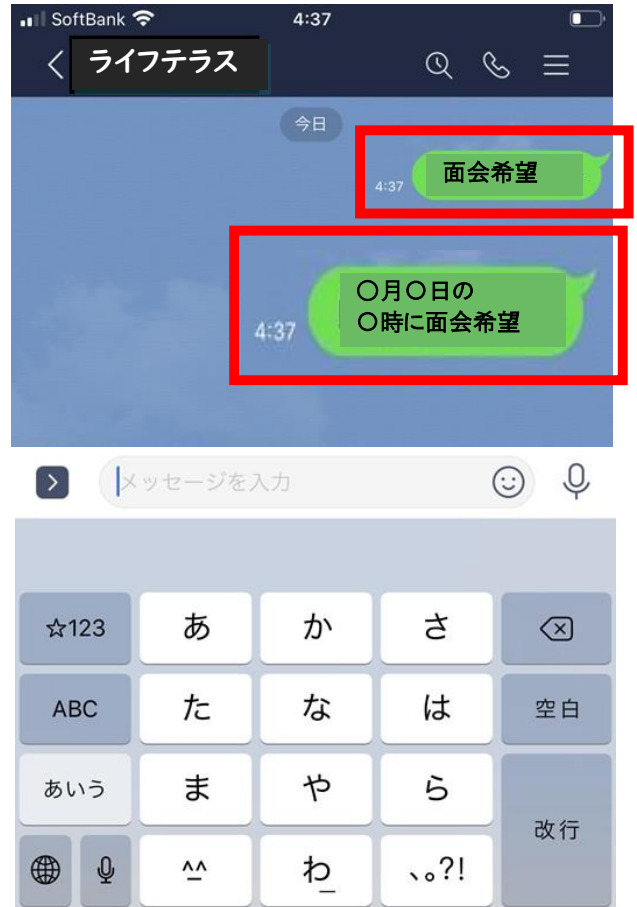 SoftBank 4:37
ライフテラス
今日
面会希望
4:37
〇月〇日の
〇時に面会希望
4:37
メッセージを入力
☆123 あ か さ
ABC た な は 空白
あいう ま や ら
改行
^^ わ_ 、。?!